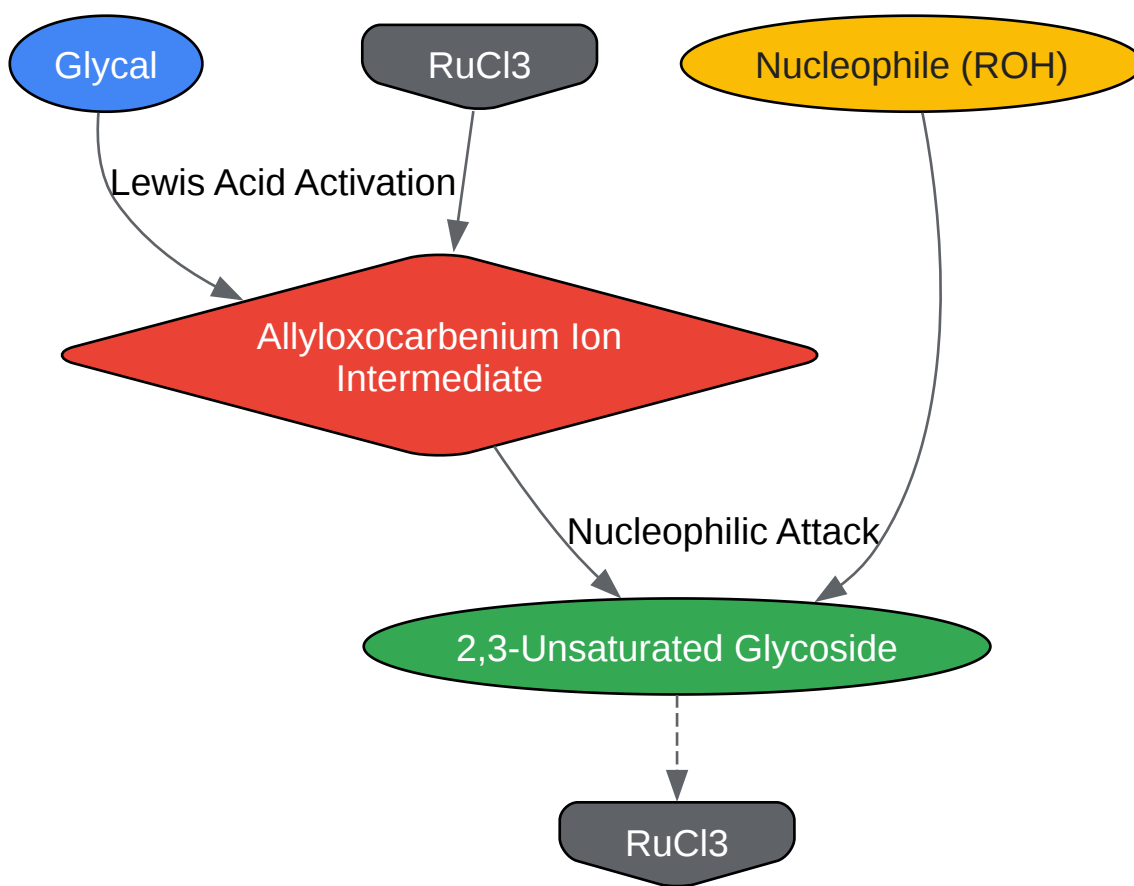 Glycal
RuCl3
Nucleophile (ROH)
Lewis Acid Activation
Allyloxocarbenium Ion
Intermediate
Nucleophilic Attack
2,3-Unsaturated Glycoside
RuCl3